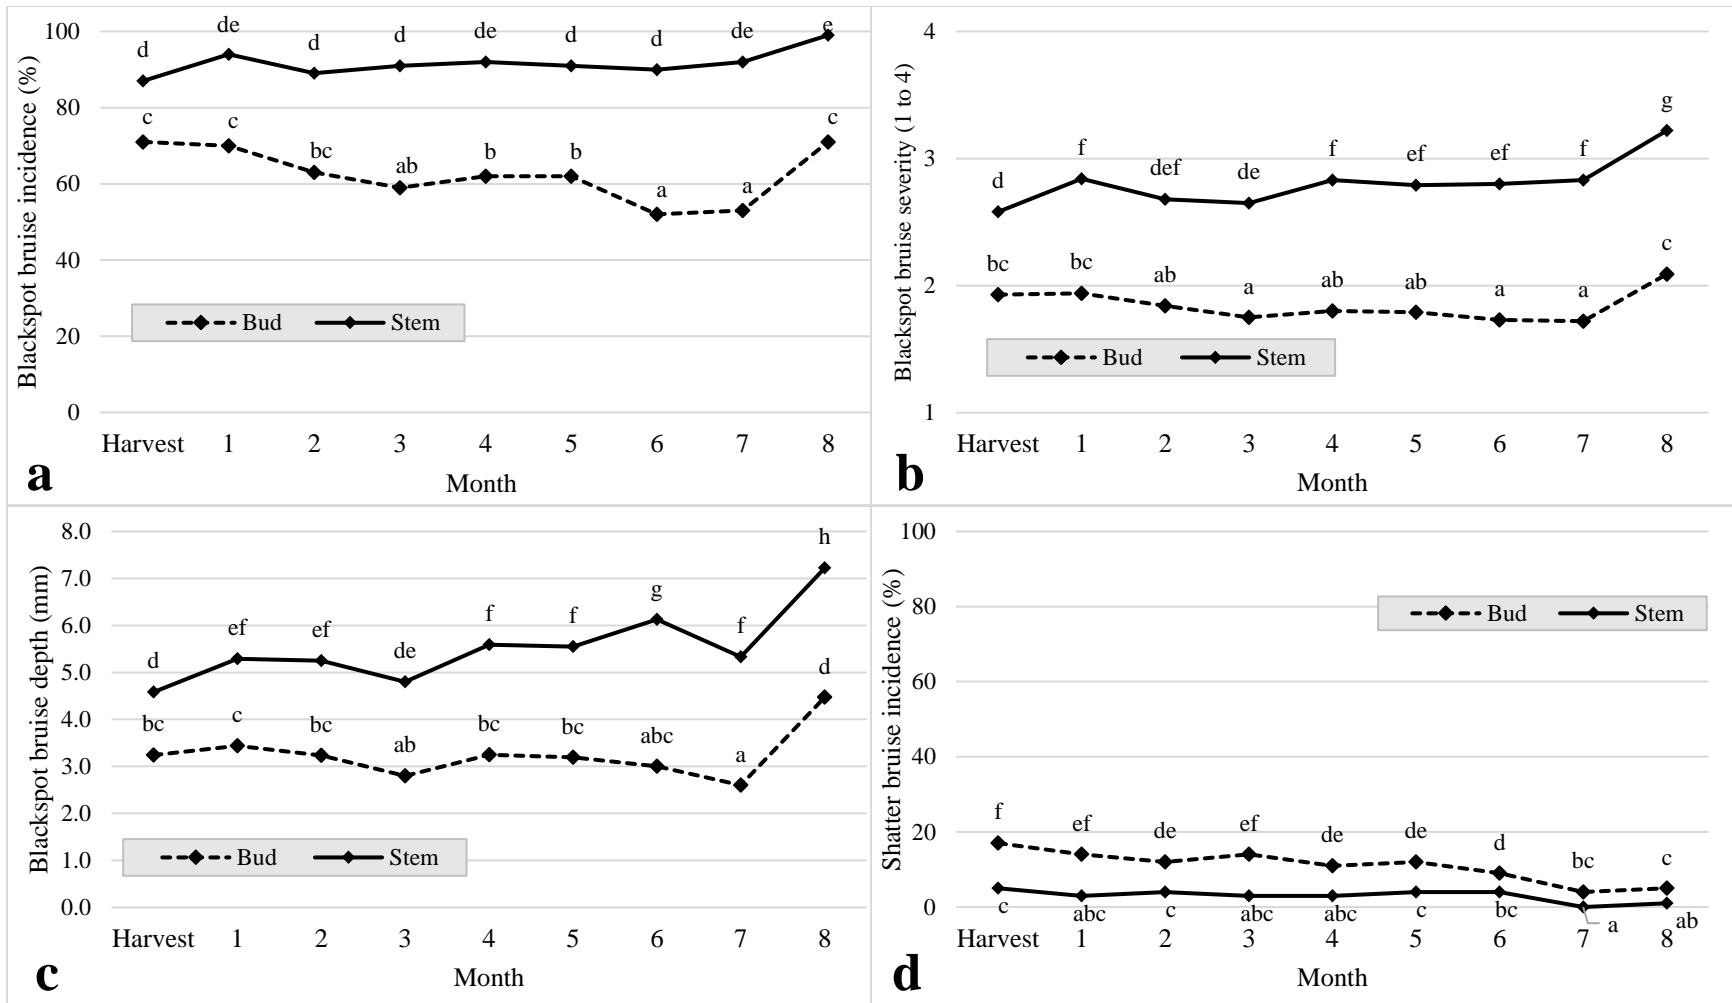 Blackspot bruise incidence (%)
100
80
60
40
20
0
d de d d de d d de e
c c bc ab b b a a c
Bud Stem
Harvest 1 2 3 4 5 6 7 8
Month
a
Blackspot bruise severity (1 to 4)
4
3
2
1
d f def de f ef ef f g
bc bc ab a ab ab a a c
Bud Stem
Harvest 1 2 3 4 5 6 7 8
Month
b
Blackspot bruise depth (mm)
8.0
7.0
6.0
5.0
4.0
3.0
2.0
1.0
0.0
d ef ef de f f g f h
bc c bc ab bc bc abc a d
Bud Stem
Harvest 1 2 3 4 5 6 7 8
Month
c
Shatter bruise incidence (%)
100
80
60
40
20
0
Bud Stem
f ef de ef de de d bc c
c abc c abc abc c bc a ab
Harvest 1 2 3 4 5 6 7 8
Month
d